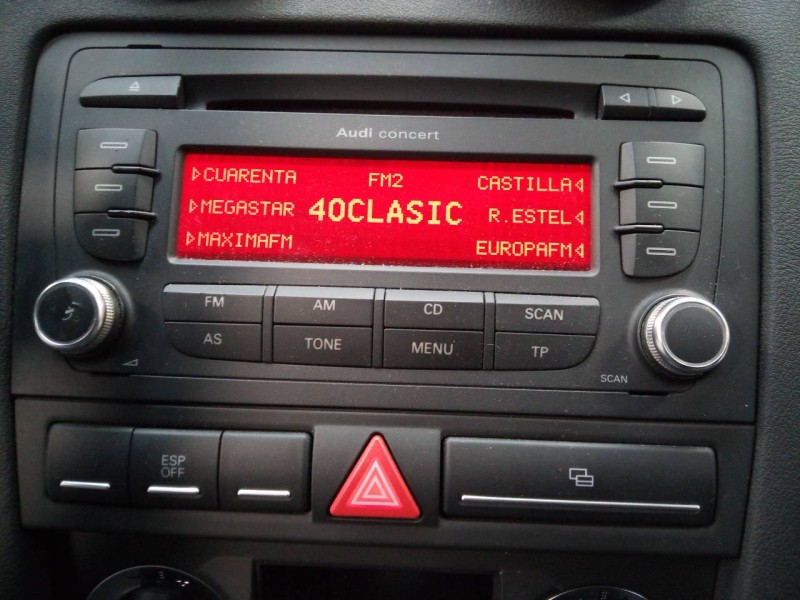 Audi concert
CUARENTA FM2 CASTILLA
MEGASTAR 40CLASIC R.ESTEL
MAXIMAFM EUROPAFM
FM AM CD SCAN
AS TONE MENU TP
SCAN
ESP
OFF